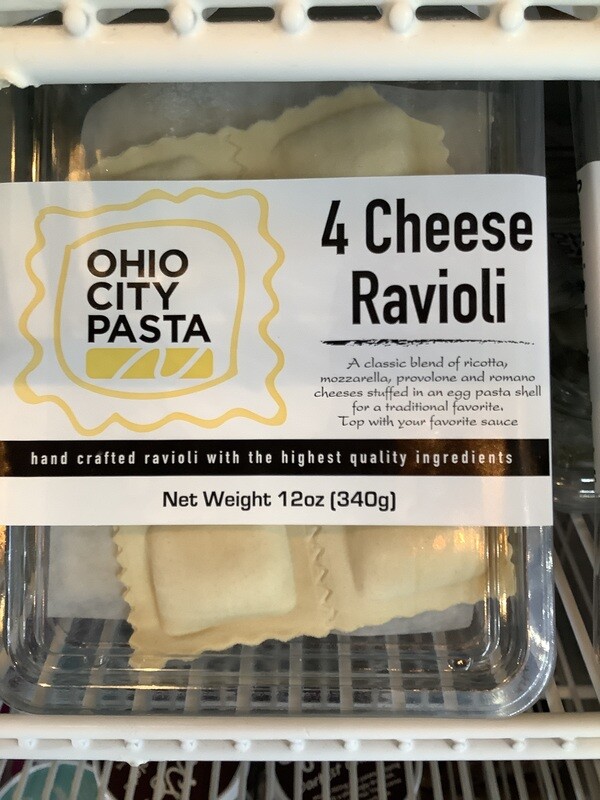 OHIO
CITY
PASTA
4 Cheese
Ravioli
A classic blend of ricotta,
mozzarella, provolone and romano
cheeses stuffed in an egg pasta shell
for a traditional favorite.
Top with your favorite sauce
hand crafted ravioli with the highest quality ingredients
Net Weight 12oz (340g)